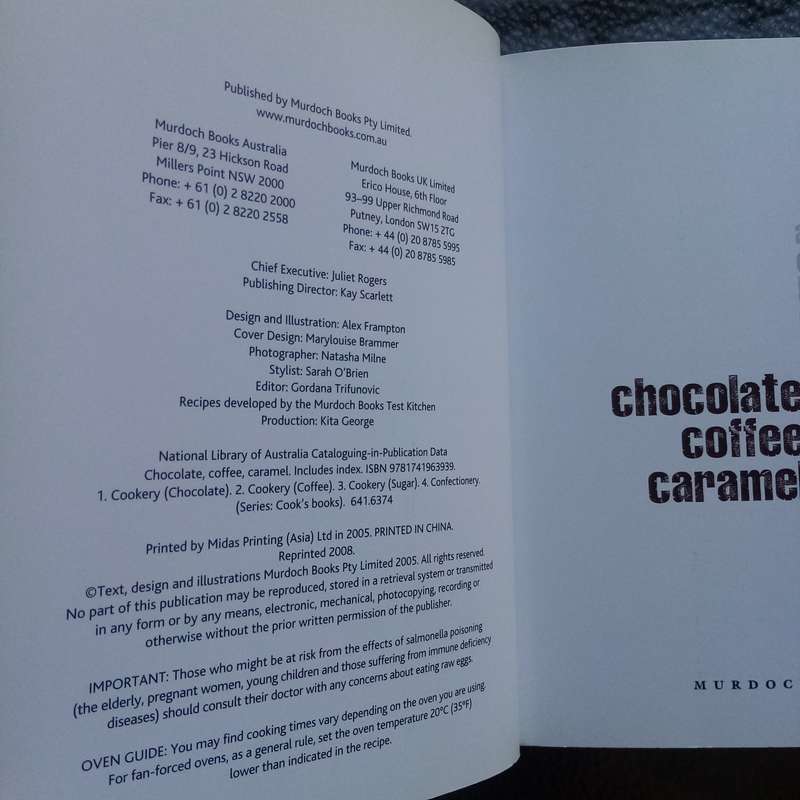 Published by Murdoch Books Pty Limited.
www.murdochbooks.com.au
Murdoch Books Australia
Pier 8/9, 23 Hickson Road
Millers Point NSW 2000
Phone: + 61 (0) 2 8220 2000
Fax: + 61 (0) 2 8220 2558
Murdoch Books UK Limited
Erico House, 6th Floor
93–99 Upper Richmond Road
Putney, London SW15 2TG
Phone: + 44 (0) 20 8785 5995
Fax: + 44 (0) 20 8785 5985
Chief Executive: Juliet Rogers
Publishing Director: Kay Scarlett
Design and Illustration: Alex Frampton
Cover Design: Marylouise Brammer
Photographer: Natasha Milne
Stylist: Sarah O'Brien
Editor: Gordana Trifunovic
Recipes developed by the Murdoch Books Test Kitchen
Production: Kita George
National Library of Australia Cataloguing-in-Publication Data
Chocolate, coffee, caramel. Includes index. ISBN 9781741963939.
1. Cookery (Chocolate). 2. Cookery (Coffee). 3. Cookery (Sugar). 4. Confectionery.
(Series: Cook's books). 641.6374
Printed by Midas Printing (Asia) Ltd in 2005. PRINTED IN CHINA.
Reprinted 2008.
©Text, design and illustrations Murdoch Books Pty Limited 2005. All rights reserved.
No part of this publication may be reproduced, stored in a retrieval system or transmitted
in any form or by any means, electronic, mechanical, photocopying, recording or
otherwise without the prior written permission of the publisher.
IMPORTANT: Those who might be at risk from the effects of salmonella poisoning
(the elderly, pregnant women, young children and those suffering from immune deficiency
diseases) should consult their doctor with any concerns about eating raw eggs.
OVEN GUIDE: You may find cooking times vary depending on the oven you are using.
For fan-forced ovens, as a general rule, set the oven temperature 20°C (35°F)
lower than indicated in the recipe.
chocolate
coffee
caramel
MURDOC